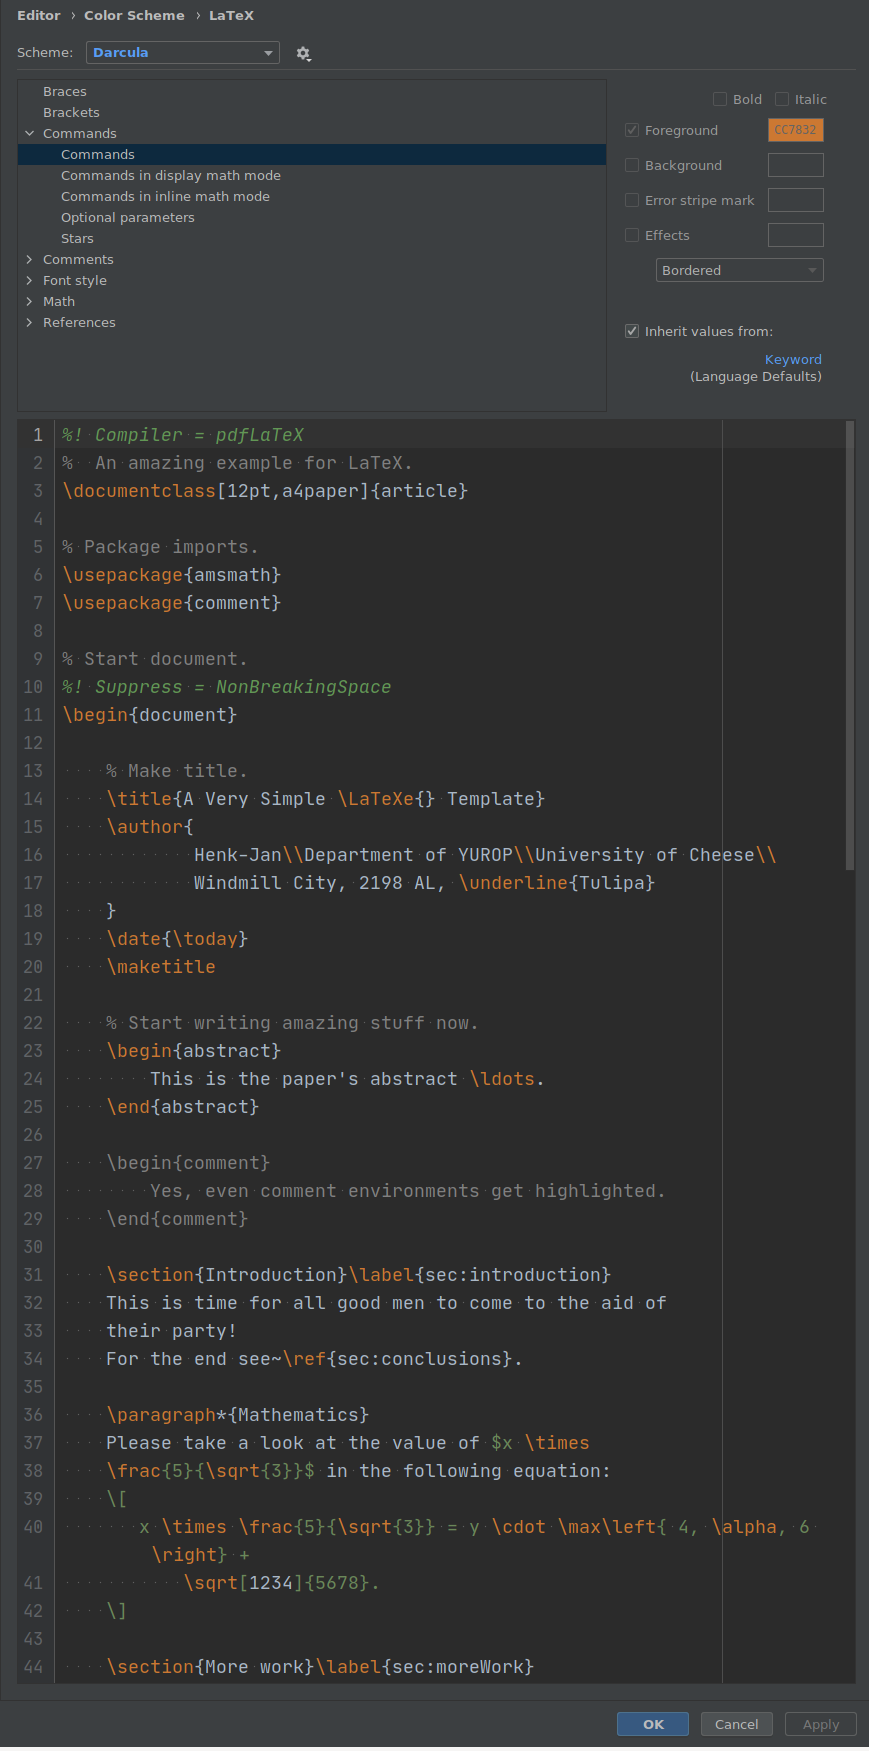 Editor › Color Scheme › LaTeX
Scheme: Darcula
Braces
Brackets
Commands
Commands
Commands in display math mode
Commands in inline math mode
Optional parameters
Stars
Comments
Font style
Math
References
Bold Italic
Foreground CC7832
Background
Error stripe mark
Effects
Bordered
Inherit values from:
Keyword
(Language Defaults)
1 %! Compiler = pdfLaTeX
2 % An amazing example for LaTeX.
3 \documentclass[12pt,a4paper]{article}
4
5 % Package imports.
6 \usepackage{amsmath}
7 \usepackage{comment}
8
9 % Start document.
10 %! Suppress = NonBreakingSpace
11 \begin{document}
12
13 % Make title.
14 \title{A Very Simple \LaTeXe{} Template}
15 \author{
16 Henk-Jan\\Department of YUROP\\University of Cheese\\
17 Windmill City, 2198 AL, \underline{Tulipa}
18 }
19 \date{\today}
20 \maketitle
21
22 % Start writing amazing stuff now.
23 \begin{abstract}
24 This is the paper's abstract \ldots.
25 \end{abstract}
26
27 \begin{comment}
28 Yes, even comment environments get highlighted.
29 \end{comment}
30
31 \section{Introduction}\label{sec:introduction}
32 This is time for all good men to come to the aid of
33 their party!
34 For the end see~\ref{sec:conclusions}.
35
36 \paragraph*{Mathematics}
37 Please take a look at the value of $x \times
38 \frac{5}{\sqrt{3}}$ in the following equation:
39 \[
40 x \times \frac{5}{\sqrt{3}} = y \cdot \max\left{ 4, \alpha, 6
\right} +
41 \sqrt[1234]{5678}.
42 \]
43
44 \section{More work}\label{sec:moreWork}
OK Cancel Apply